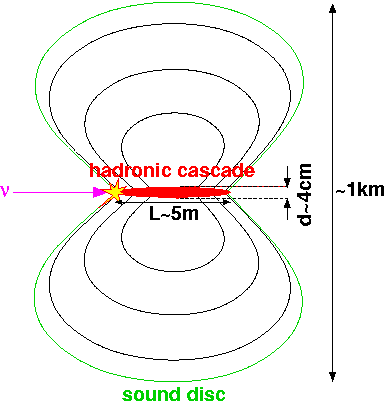 hadronic cascade
ν
L~5m
d~4cm
~1km
sound disc